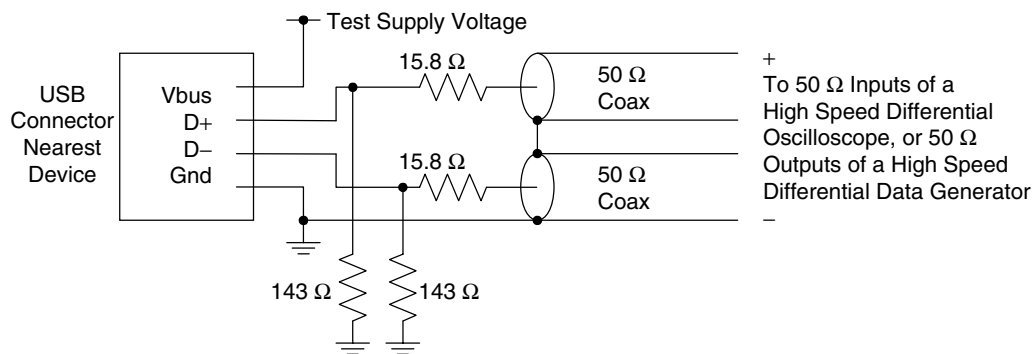 Test Supply Voltage
USB
Connector
Nearest
Device
Vbus
D+
D−
Gnd
15.8 Ω
50 Ω
Coax
15.8 Ω
50 Ω
Coax
143 Ω
143 Ω
+
To 50 Ω Inputs of a
High Speed Differential
Oscilloscope, or 50 Ω
Outputs of a High Speed
Differential Data Generator
−